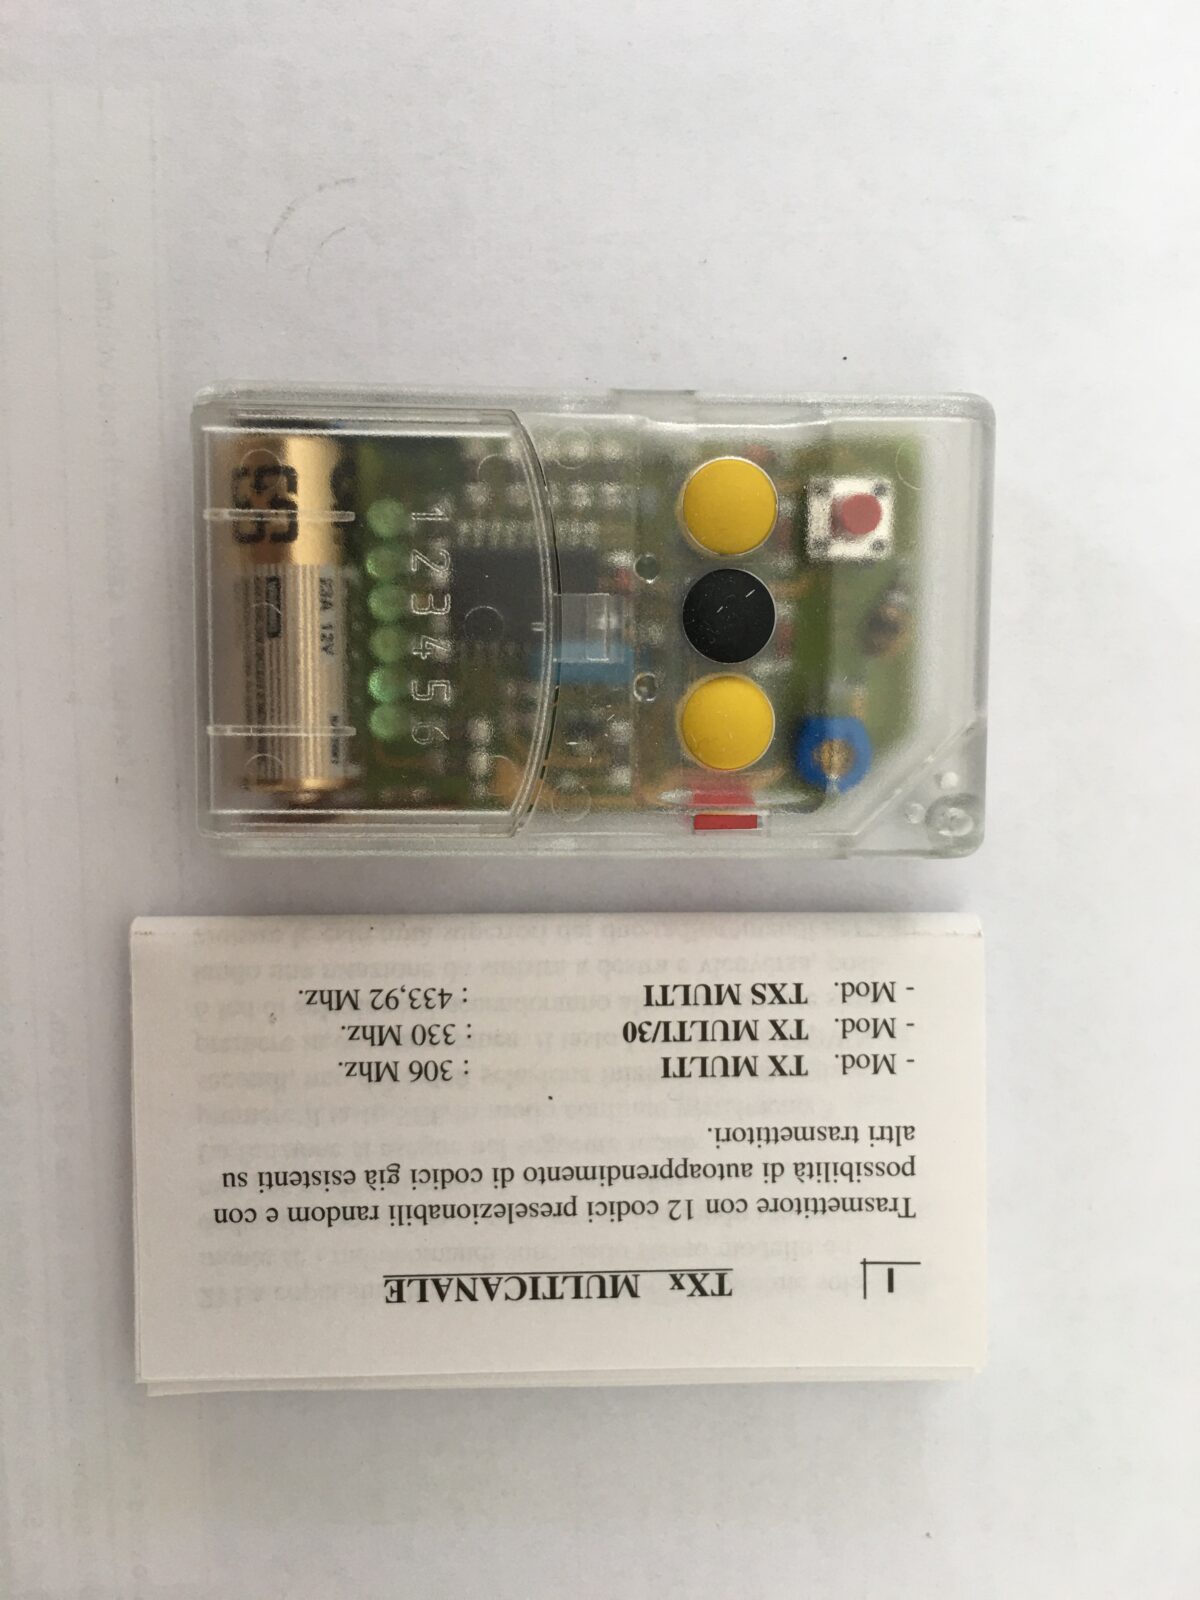 GS
23A 12V
1
2
3
4
5
6
I
TXx MULTICANALE
Trasmettitore con 12 codici preselezionabili random e con
possibilità di autoapprendimento di codici già esistenti su
altri trasmettitori.
- Mod. TX MULTI : 306 Mhz.
- Mod. TX MULTI/30 : 330 Mhz.
- Mod. TXS MULTI : 433,92 Mhz.